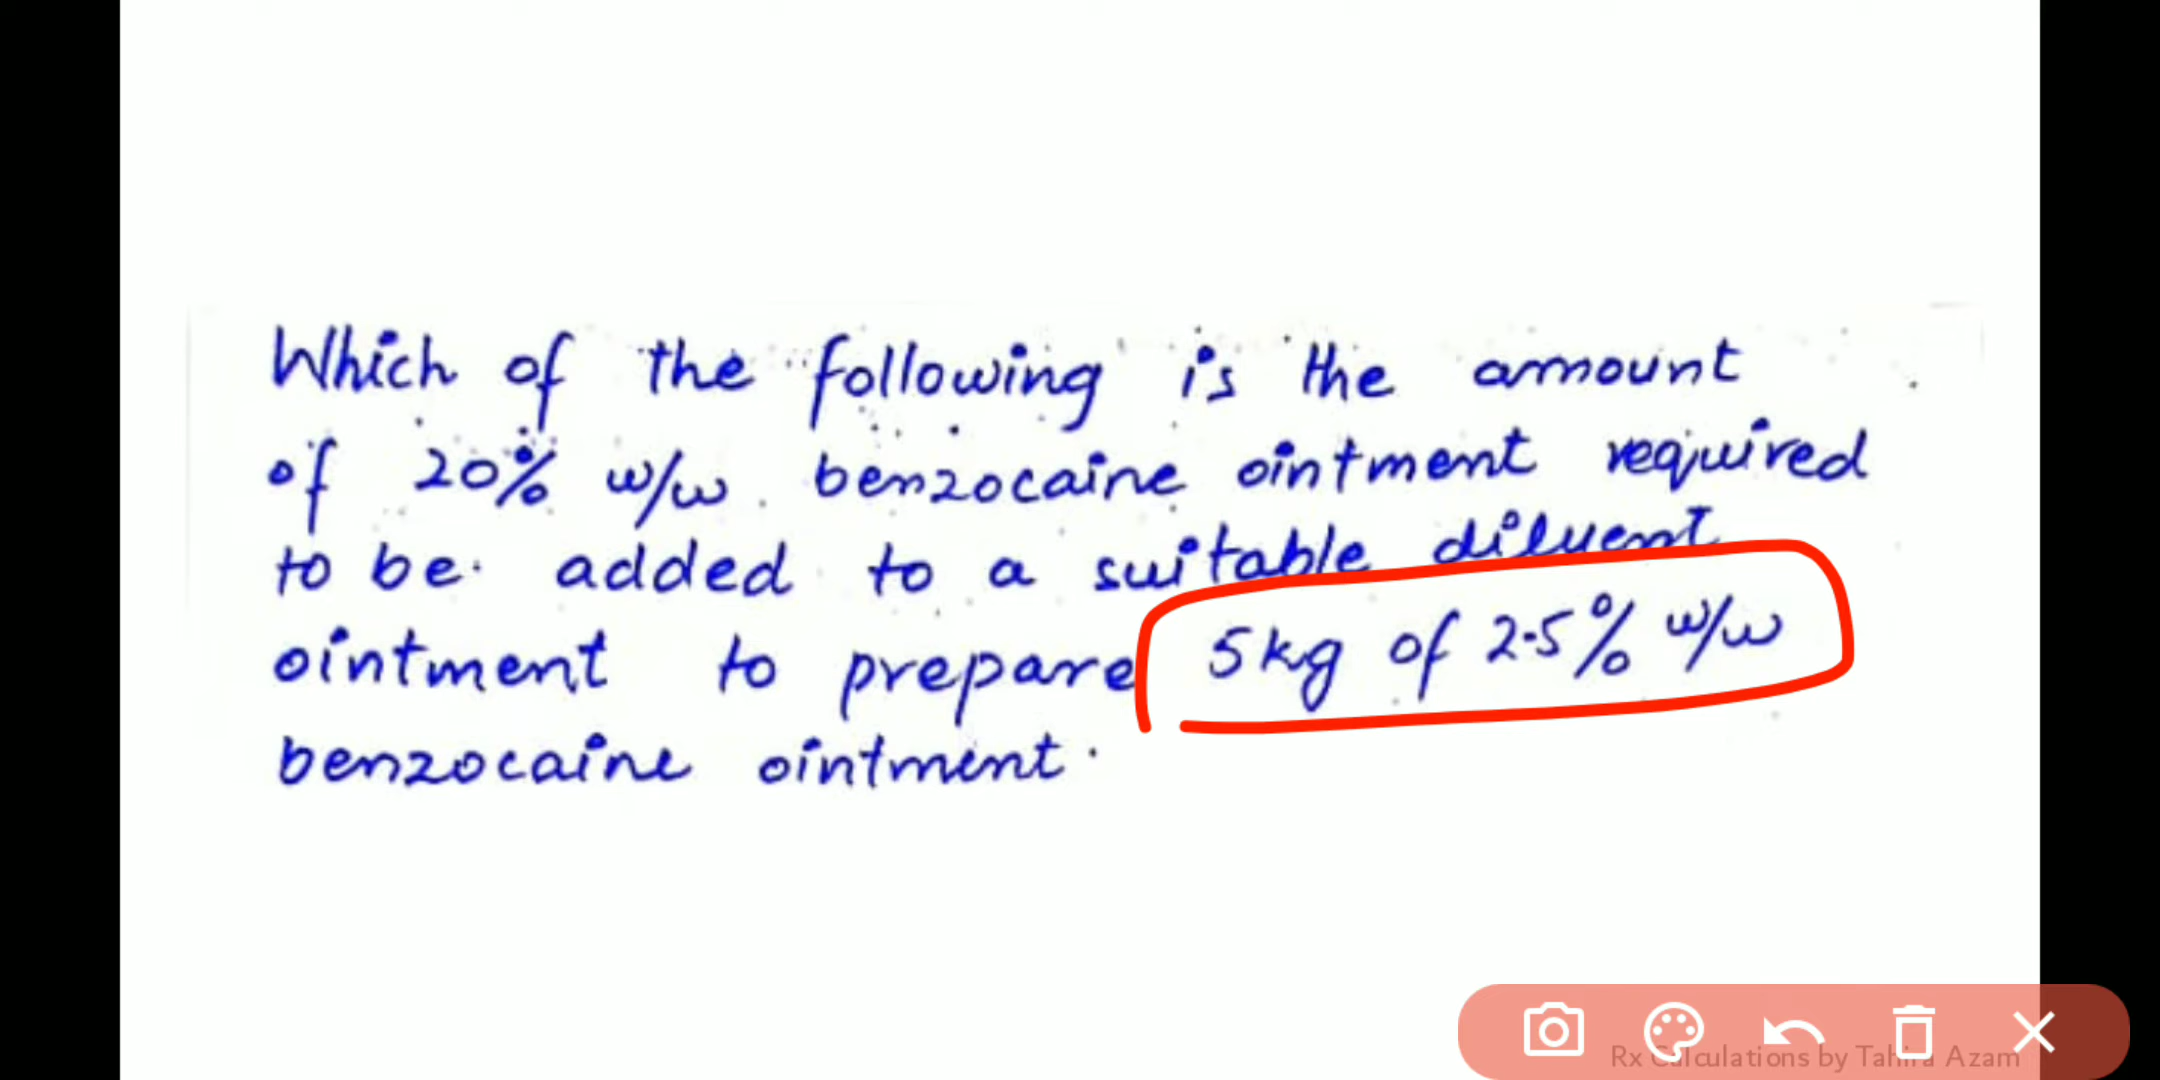 Which of the following is the amount
of 20% w/w benzocaine ointment required
to be added to a suitable diluent
ointment to prepare 5kg of 2.5% w/w
benzocaine ointment.
Rx Calculations by Tahira Azam